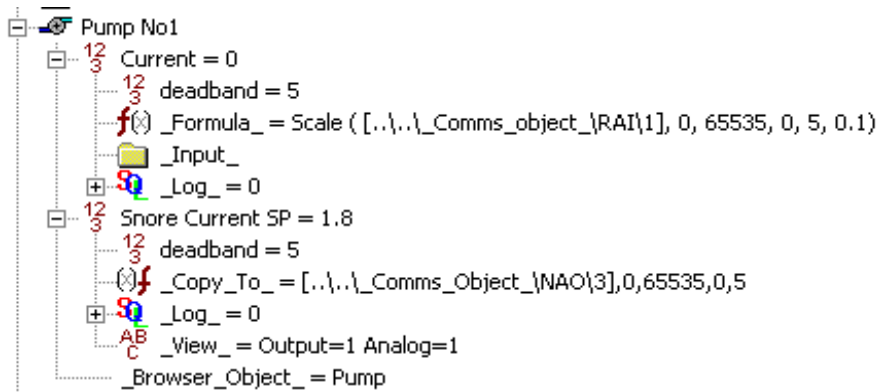 Pump No1
Current = 0
deadband = 5
_Formula_ = Scale ( [..\..\_Comms_object_\RAI\1], 0, 65535, 0, 5, 0.1)
_Input_
_Log_ = 0
Snore Current SP = 1.8
deadband = 5
_Copy_To_ = [..\..\_Comms_Object_\NAO\3],0,65535,0,5
_Log_ = 0
_View_ = Output=1 Analog=1
_Browser_Object_ = Pump